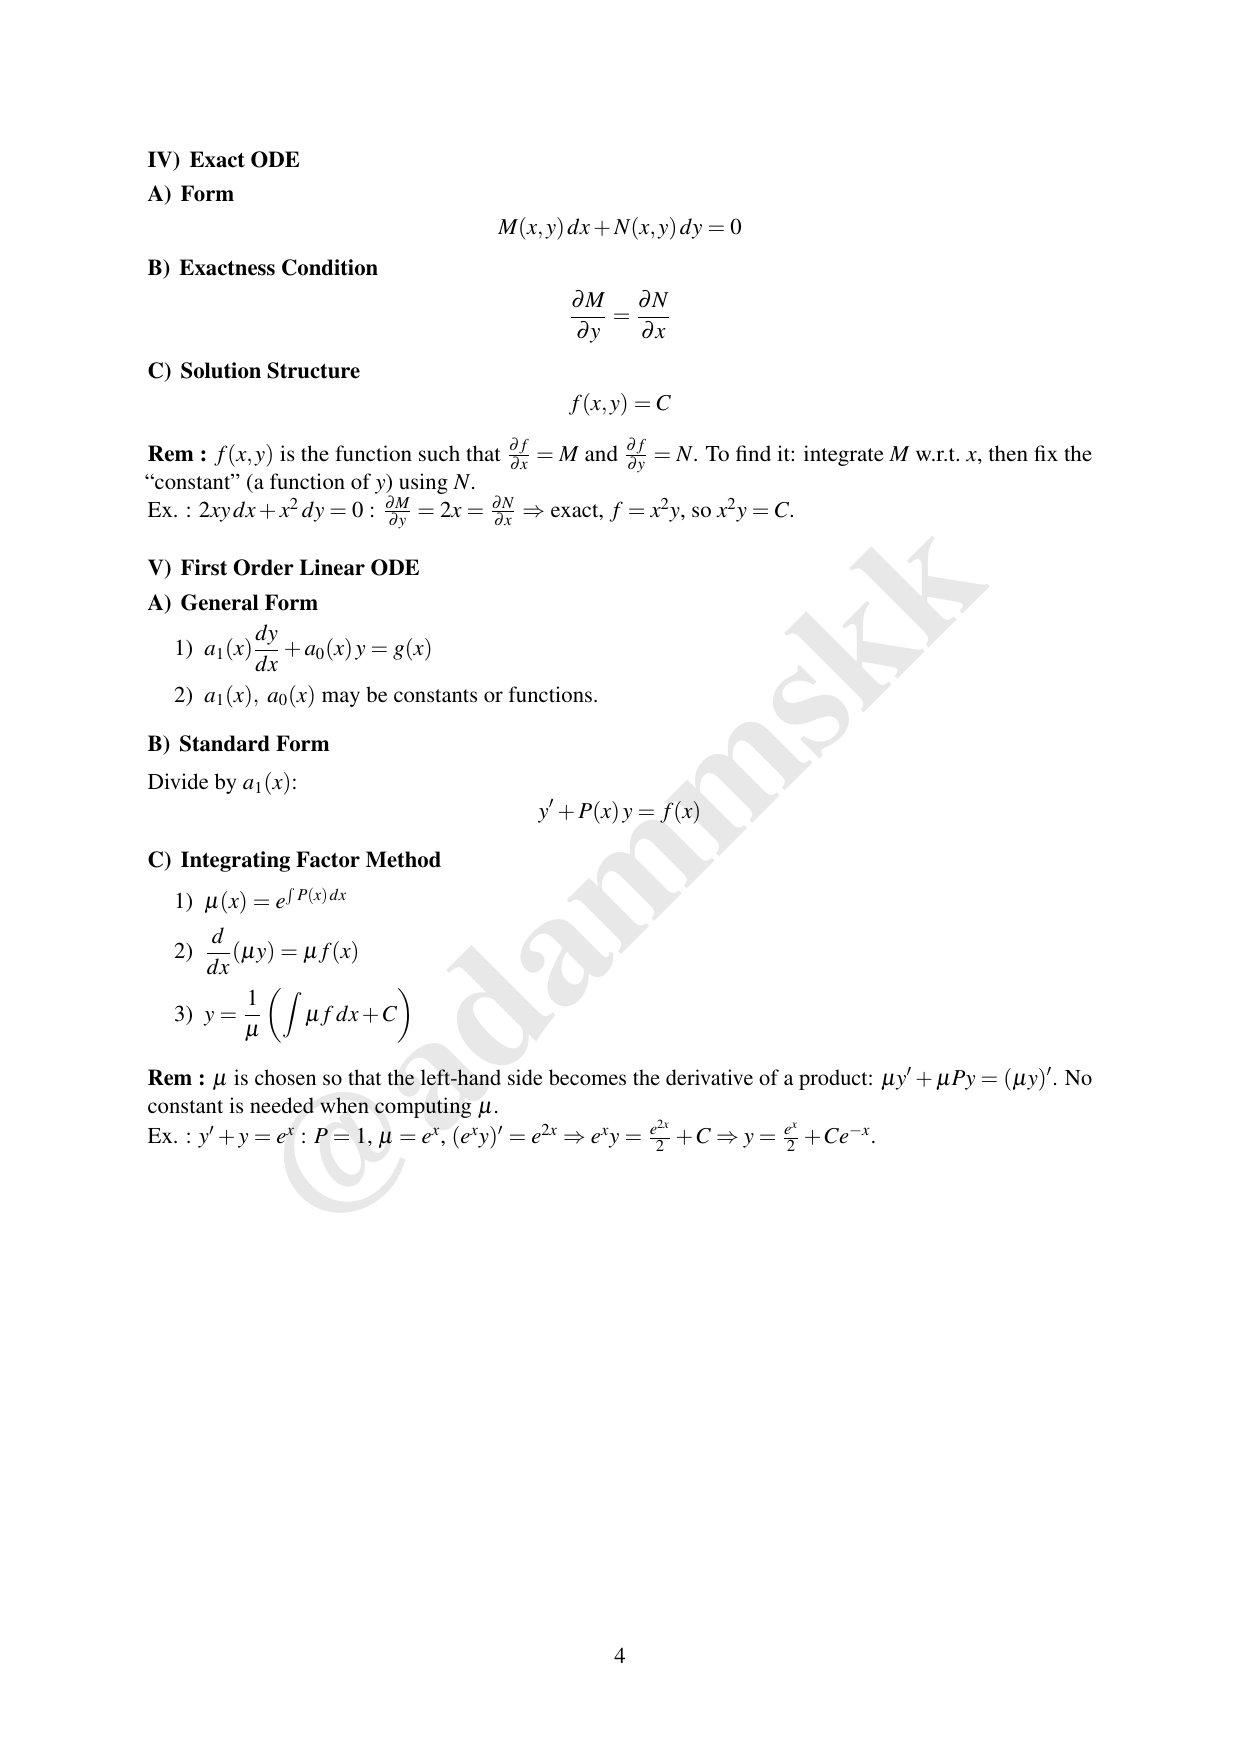 IV) Exact ODE
A) Form
M(x,y) dx + N(x,y) dy = 0
B) Exactness Condition
∂M/∂y = ∂N/∂x
C) Solution Structure
f(x,y) = C
Rem : f(x,y) is the function such that ∂f/∂x = M and ∂f/∂y = N. To find it: integrate M w.r.t. x, then fix the
“constant” (a function of y) using N.
Ex. : 2xy dx + x² dy = 0 : ∂M/∂y = 2x = ∂N/∂x ⇒ exact, f = x²y, so x²y = C.
V) First Order Linear ODE
A) General Form
1) a₁(x) dy/dx + a₀(x) y = g(x)
2) a₁(x), a₀(x) may be constants or functions.
B) Standard Form
Divide by a₁(x):
y′ + P(x) y = f(x)
C) Integrating Factor Method
1) μ(x) = e^{∫ P(x) dx}
2) d/dx (μy) = μ f(x)
3) y = 1/μ (∫ μ f dx + C)
Rem : μ is chosen so that the left-hand side becomes the derivative of a product: μy′ + μPy = (μy)′. No
constant is needed when computing μ.
Ex. : y′ + y = eˣ : P = 1, μ = eˣ, (eˣy)′ = e²ˣ ⇒ eˣy = e²ˣ/2 + C ⇒ y = eˣ/2 + Ce⁻ˣ.
@adammskk
4